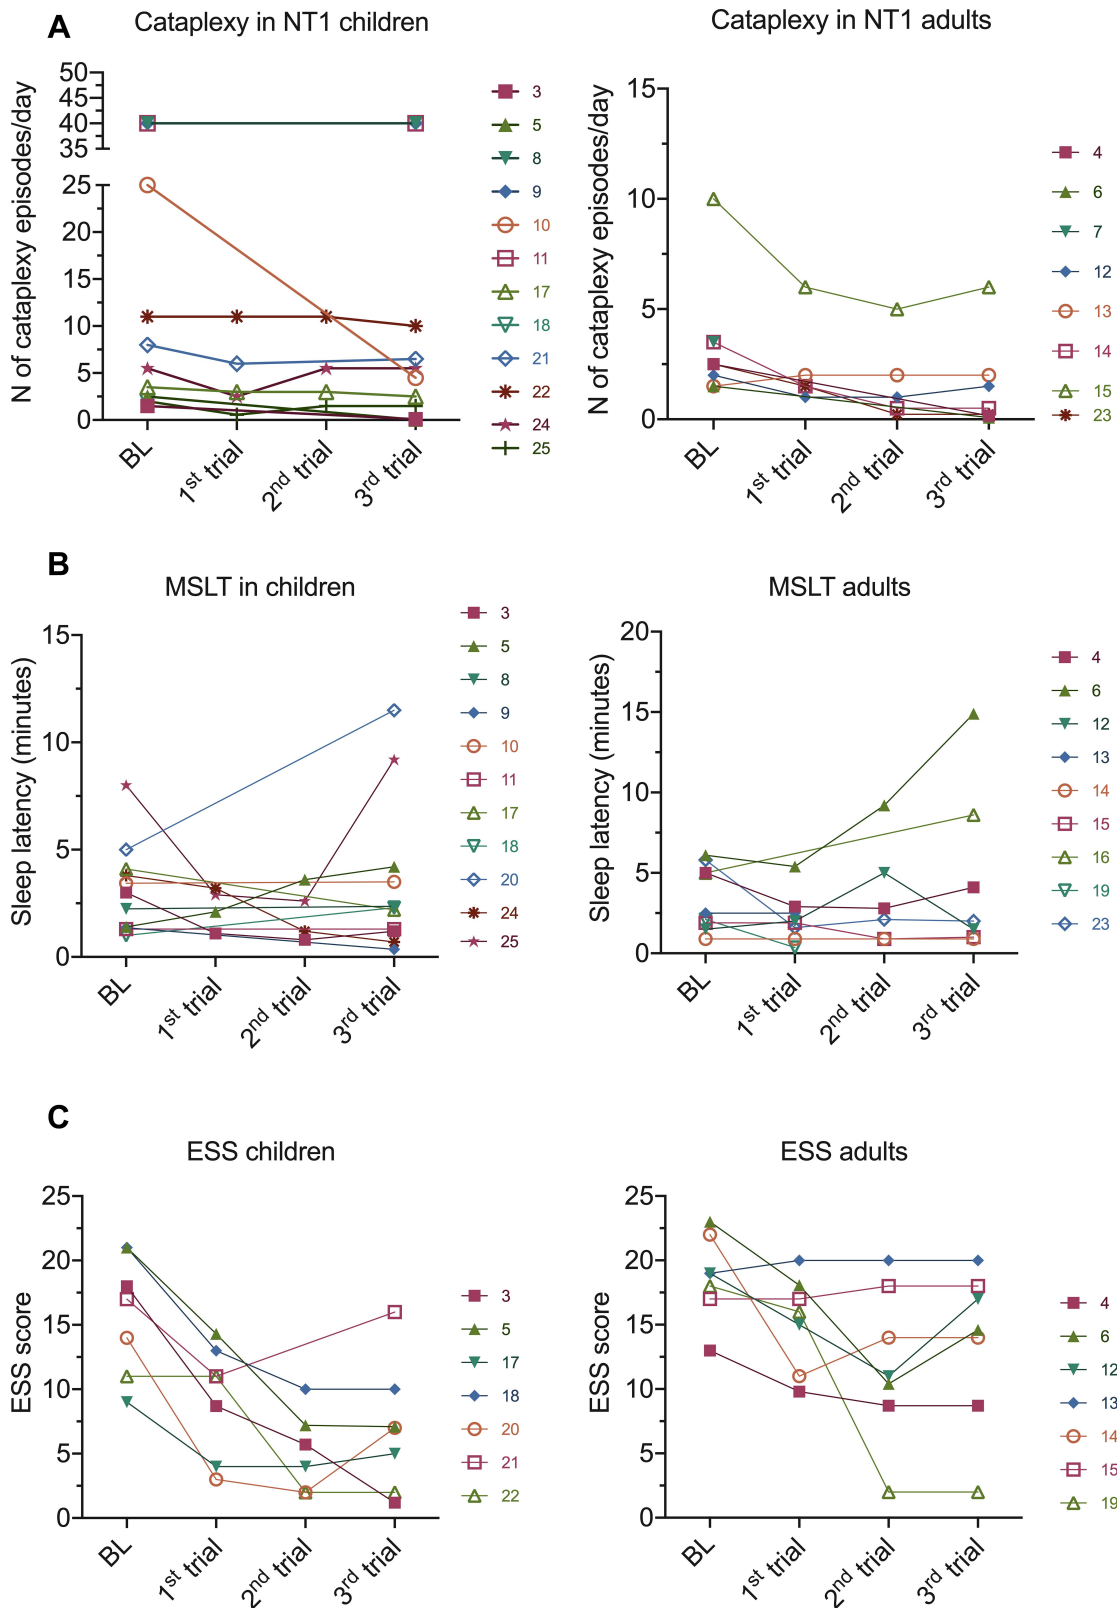 A
Cataplexy in NT1 children
N of cataplexy episodes/day
50
45
40
35
25
20
15
10
5
0
BL
1st trial
2nd trial
3rd trial
3
5
8
9
10
11
17
18
21
22
24
25
Cataplexy in NT1 adults
N of cataplexy episodes/day
15
10
5
0
BL
1st trial
2nd trial
3rd trial
4
6
7
12
13
14
15
23
B
MSLT in children
Sleep latency (minutes)
15
10
5
0
BL
1st trial
2nd trial
3rd trial
3
5
8
9
10
11
17
18
20
24
25
MSLT adults
Sleep latency (minutes)
20
15
10
5
0
BL
1st trial
2nd trial
3rd trial
4
6
12
13
14
15
16
19
23
C
ESS children
ESS score
25
20
15
10
5
0
BL
1st trial
2nd trial
3rd trial
3
5
17
18
20
21
22
ESS adults
ESS score
25
20
15
10
5
0
BL
1st trial
2nd trial
3rd trial
4
6
12
13
14
15
19